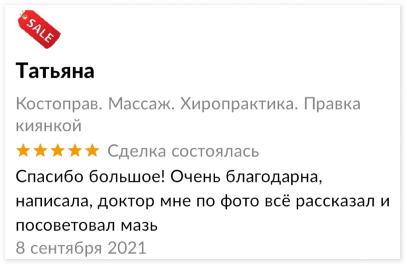 SALE
Татьяна
Костоправ. Массаж. Хиропрактика. Правка
киянкой
Сделка состоялась
Спасибо большое! Очень благодарна,
написала, доктор мне по фото всё рассказал и
посоветовал мазь
8 сентября 2021